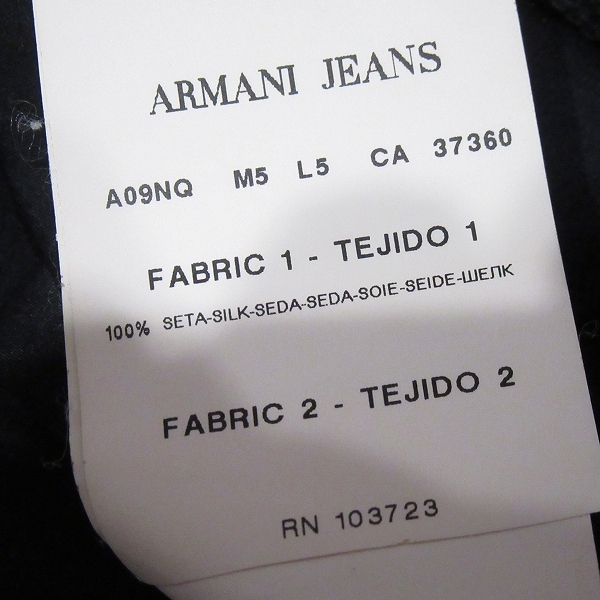 ARMANI JEANS
A09NQ M5 L5 CA 37360
FABRIC 1 - TEJIDO 1
100% SETA-SILK-SEDA-SEDA-SOIE-SEIDE-ШЕЛК
FABRIC 2 - TEJIDO 2
RN 103723